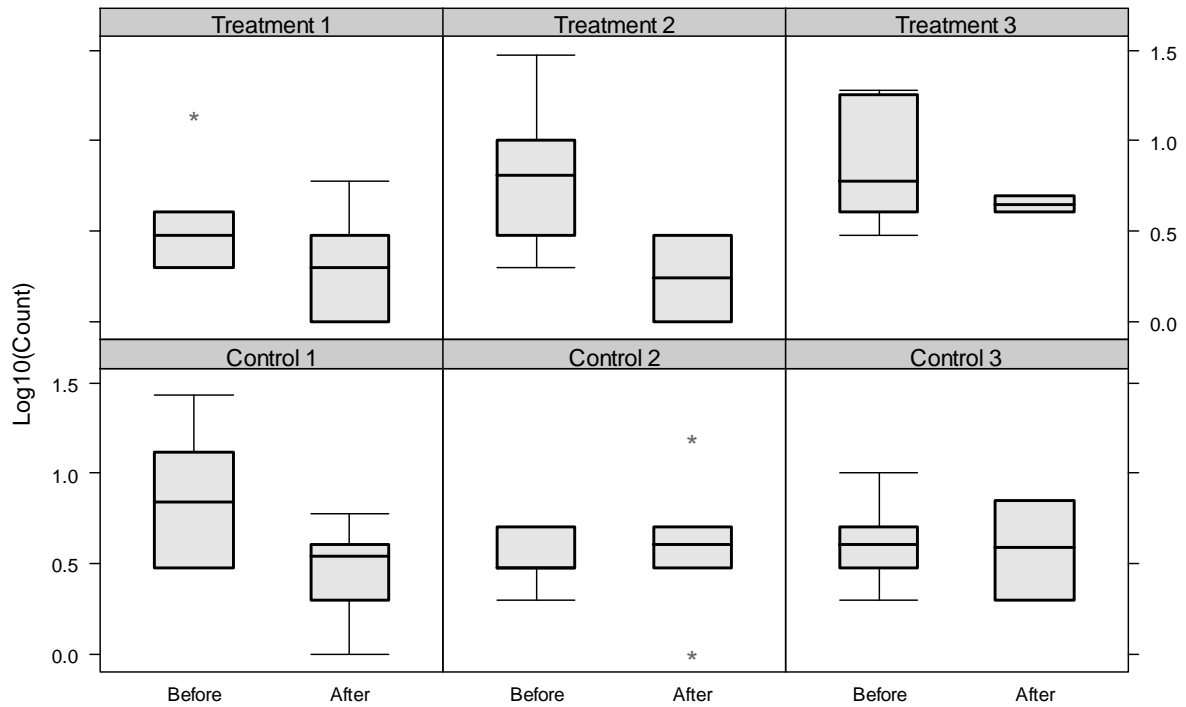 Treatment 1 Treatment 2 Treatment 3
1.5
1.0
0.5
0.0
Control 1 Control 2 Control 3
1.5
1.0
0.5
0.0
Log10(Count)
Before After Before After Before After